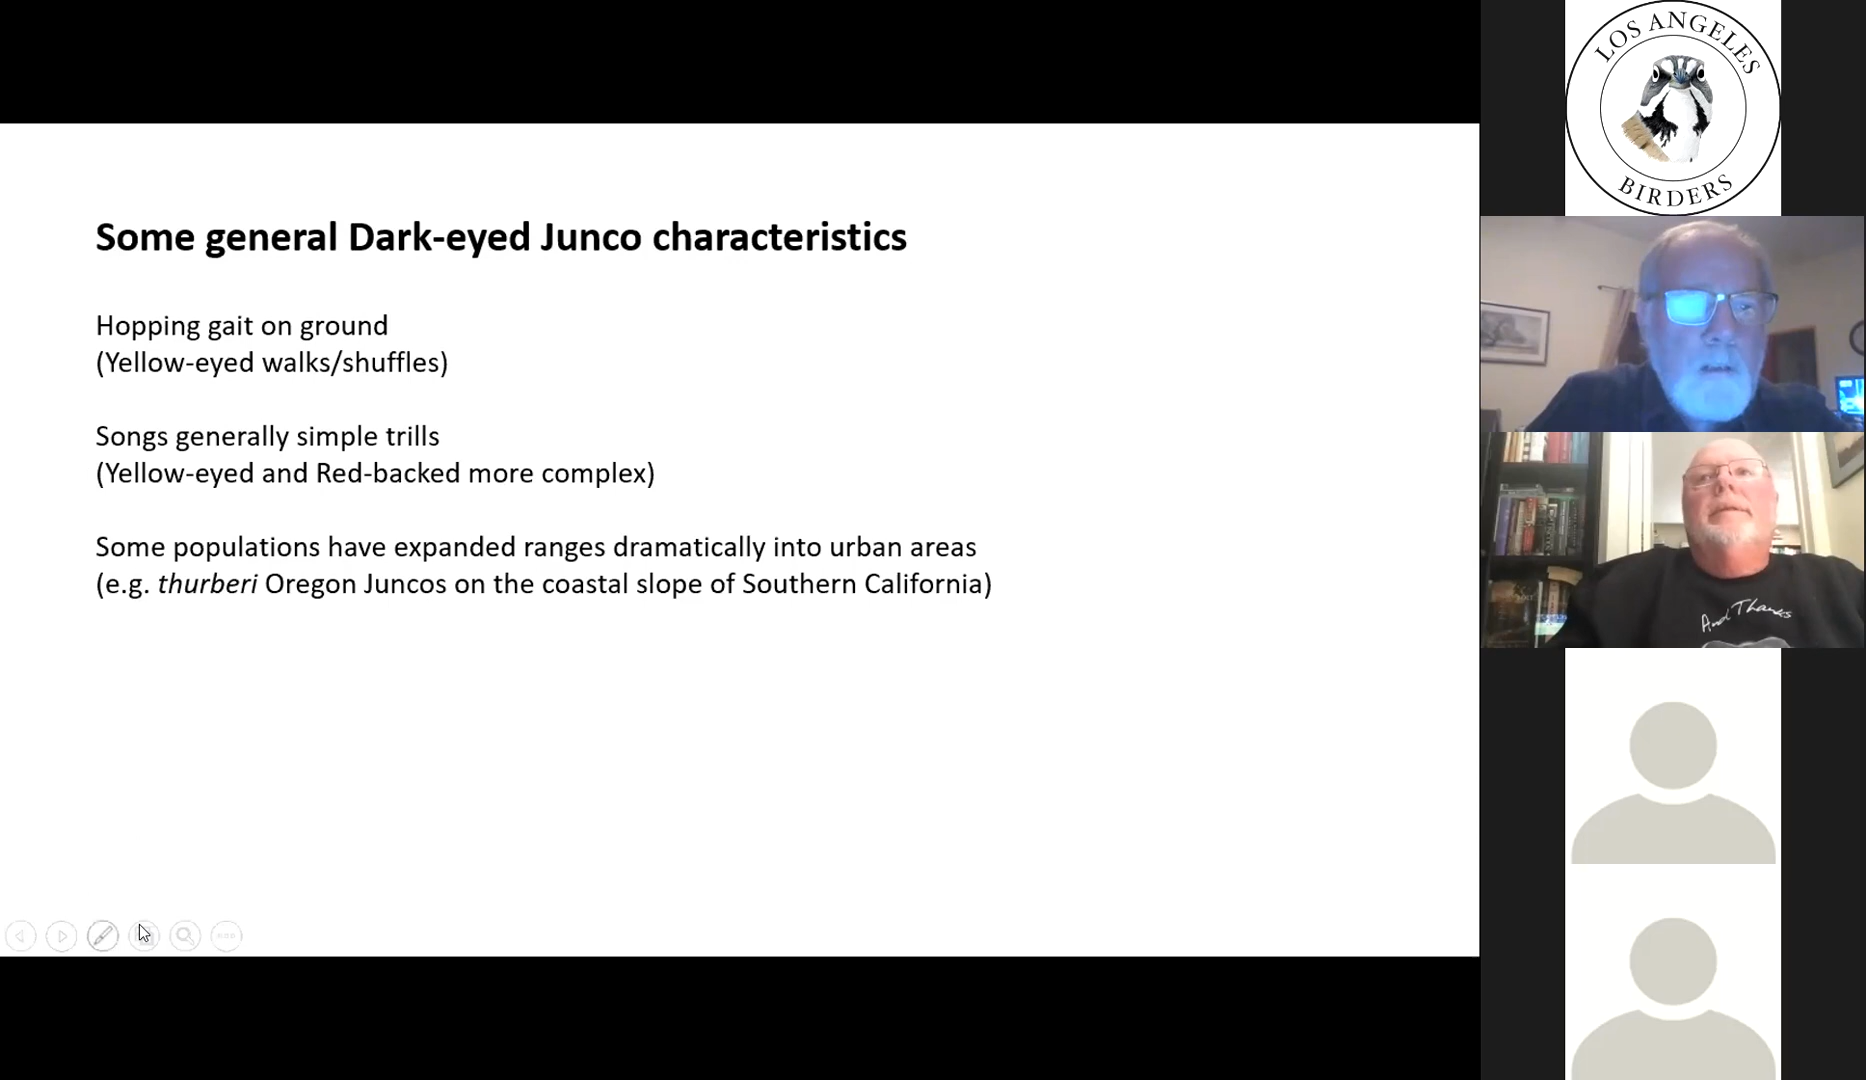 Some general Dark-eyed Junco characteristics
Hopping gait on ground
(Yellow-eyed walks/shuffles)
Songs generally simple trills
(Yellow-eyed and Red-backed more complex)
Some populations have expanded ranges dramatically into urban areas
(e.g. thurberi Oregon Juncos on the coastal slope of Southern California)
LOS ANGELES
BIRDERS
And Thanks